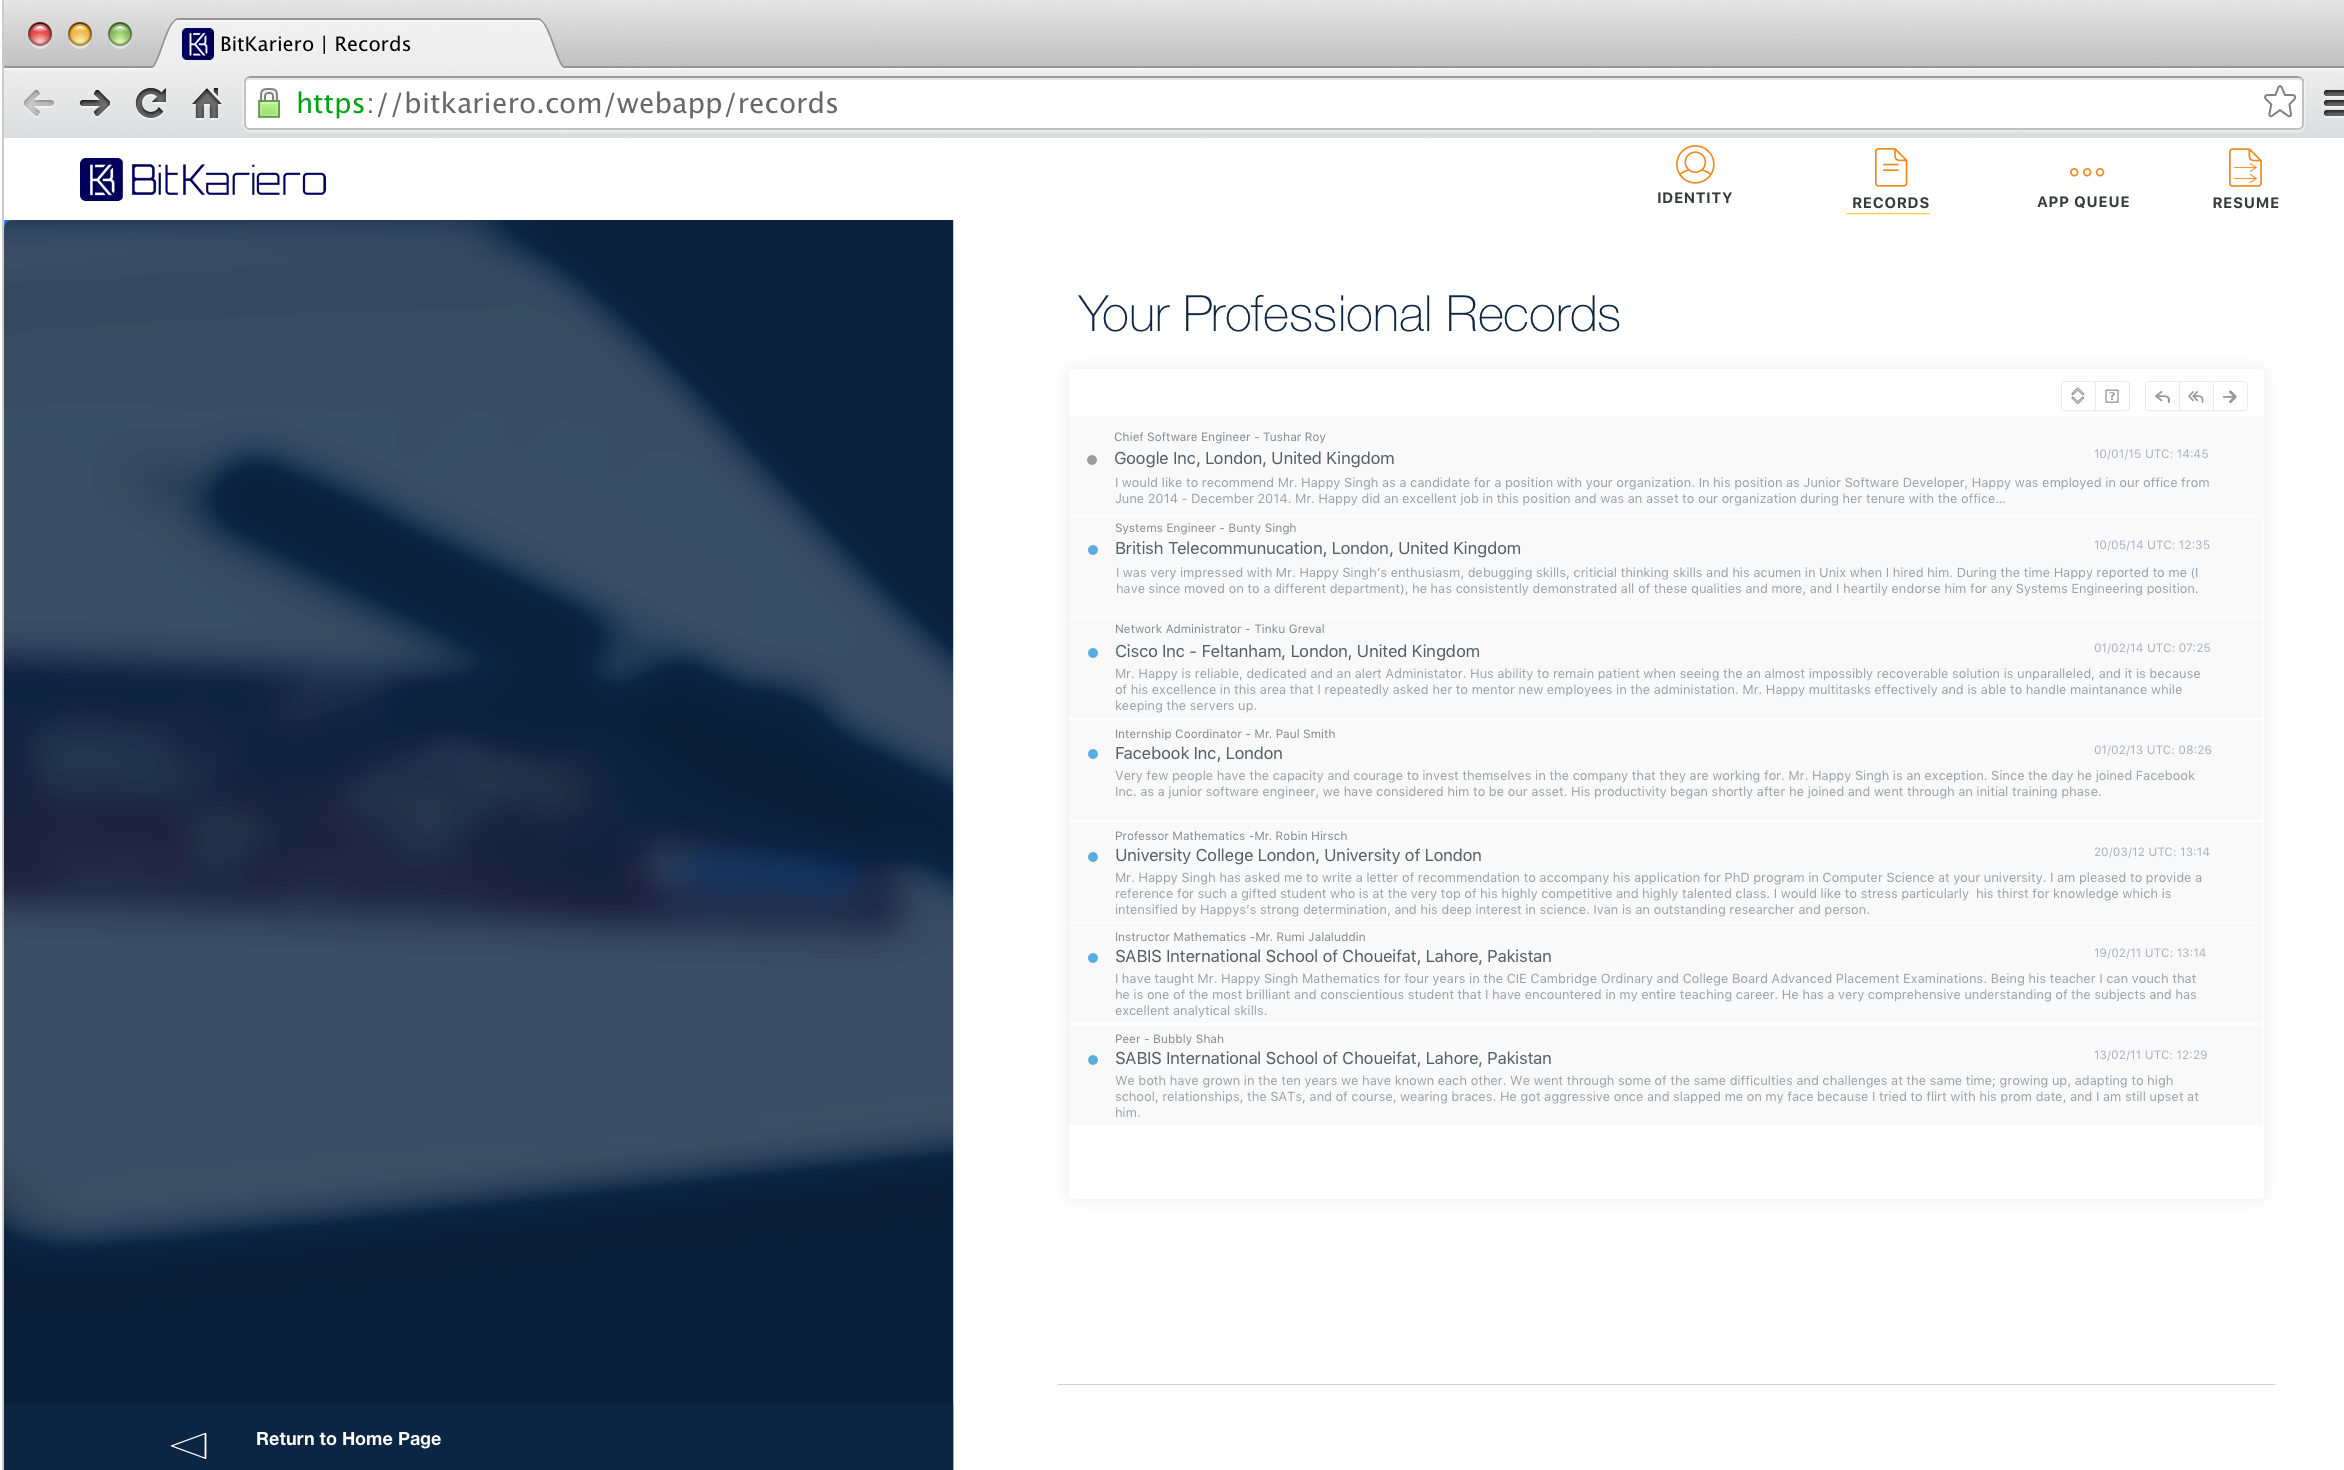 BitKariero | Records
https://bitkariero.com/webapp/records
BitKariero
IDENTITY
RECORDS
APP QUEUE
RESUME
Your Professional Records
Chief Software Engineer - Tushar Roy
Google Inc, London, United Kingdom
10/01/15 UTC: 14:45
I would like to recommend Mr. Happy Singh as a candidate for a position with your organization. In his position as Junior Software Developer, Happy was employed in our office from
June 2014 - December 2014. Mr. Happy did an excellent job in this position and was an asset to our organization during her tenure with the office...
Systems Engineer - Bunty Singh
British Telecommunucation, London, United Kingdom
10/05/14 UTC: 12:35
I was very impressed with Mr. Happy Singh's enthusiasm, debugging skills, criticial thinking skills and his acumen in Unix when I hired him. During the time Happy reported to me (I
have since moved on to a different department), he has consistently demonstrated all of these qualities and more, and I heartily endorse him for any Systems Engineering position.
Network Administrator - Tinku Greval
Cisco Inc - Feltanham, London, United Kingdom
01/02/14 UTC: 07:25
Mr. Happy is reliable, dedicated and an alert Administator. Hus ability to remain patient when seeing the an almost impossibly recoverable solution is unparalleled, and it is because
of his excellence in this area that I repeatedly asked her to mentor new employees in the administation. Mr. Happy multitasks effectively and is able to handle maintanance while
keeping the servers up.
Internship Coordinator - Mr. Paul Smith
Facebook Inc, London
01/02/13 UTC: 08:26
Very few people have the capacity and courage to invest themselves in the company that they are working for. Mr. Happy Singh is an exception. Since the day he joined Facebook
Inc. as a junior software engineer, we have considered him to be our asset. His productivity began shortly after he joined and went through an initial training phase.
Professor Mathematics -Mr. Robin Hirsch
University College London, University of London
20/03/12 UTC: 13:14
Mr. Happy Singh has asked me to write a letter of recommendation to accompany his application for PhD program in Computer Science at your university. I am pleased to provide a
reference for such a gifted student who is at the very top of his highly competitive and highly talented class. I would like to stress particularly  his thirst for knowledge which is
intensified by Happys's strong determination, and his deep interest in science. Ivan is an outstanding researcher and person.
Instructor Mathematics -Mr. Rumi Jalaluddin
SABIS International School of Choueifat, Lahore, Pakistan
19/02/11 UTC: 13:14
I have taught Mr. Happy Singh Mathematics for four years in the CIE Cambridge Ordinary and College Board Advanced Placement Examinations. Being his teacher I can vouch that
he is one of the most brilliant and conscientious student that I have encountered in my entire teaching career. He has a very comprehensive understanding of the subjects and has
excellent analytical skills.
Peer - Bubbly Shah
SABIS International School of Choueifat, Lahore, Pakistan
13/02/11 UTC: 12:29
We both have grown in the ten years we have known each other. We went through some of the same difficulties and challenges at the same time; growing up, adapting to high
school, relationships, the SATs, and of course, wearing braces. He got aggressive once and slapped me on my face because I tried to flirt with his prom date, and I am still upset at
him.
Return to Home Page